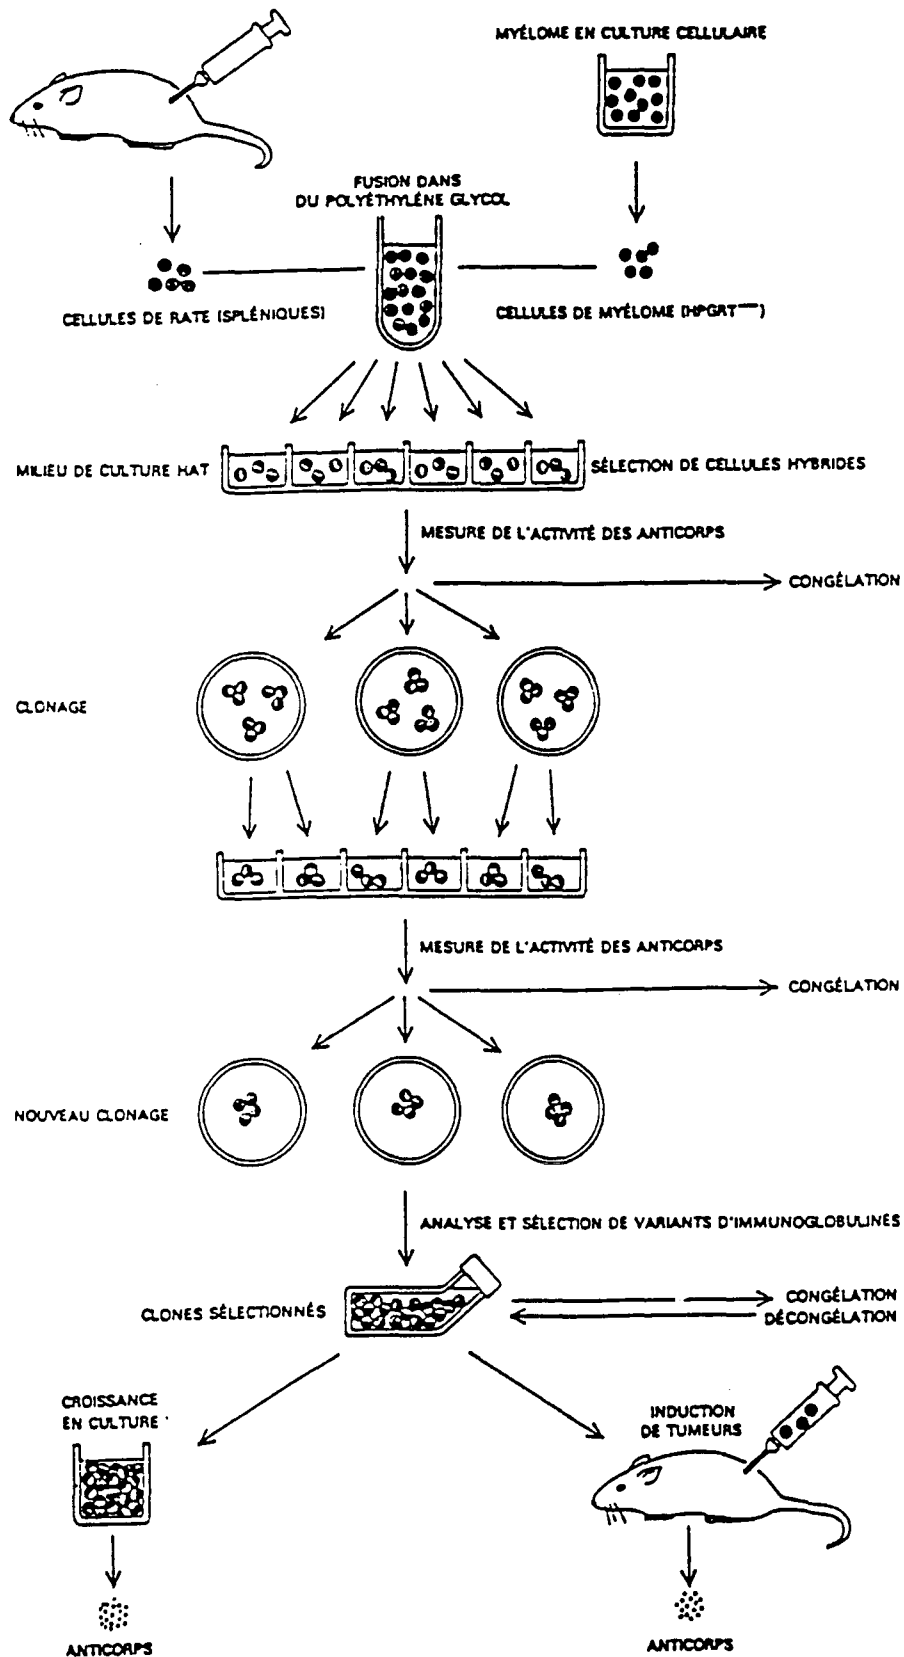 MYÉLOME EN CULTURE CELLULAIRE
FUSION DANS
DU POLYÉTHYLÉNE GLYCOL
CELLULES DE RATE (SPLÉNIQUES)
CELLULES DE MYÉLOME (HPGRT⁻)
MILIEU DE CULTURE HAT
SÉLECTION DE CELLULES HYBRIDES
MESURE DE L'ACTIVITÉ DES ANTICORPS
CONGÉLATION
CLONAGE
MESURE DE L'ACTIVITÉ DES ANTICORPS
CONGÉLATION
NOUVEAU CLONAGE
ANALYSE ET SÉLECTION DE VARIANTS D'IMMUNOGLOBULINES
CLONES SÉLECTIONNÉS
CONGÉLATION
DÉCONGÉLATION
CROISSANCE
EN CULTURE
INDUCTION
DE TUMEURS
ANTICORPS
ANTICORPS